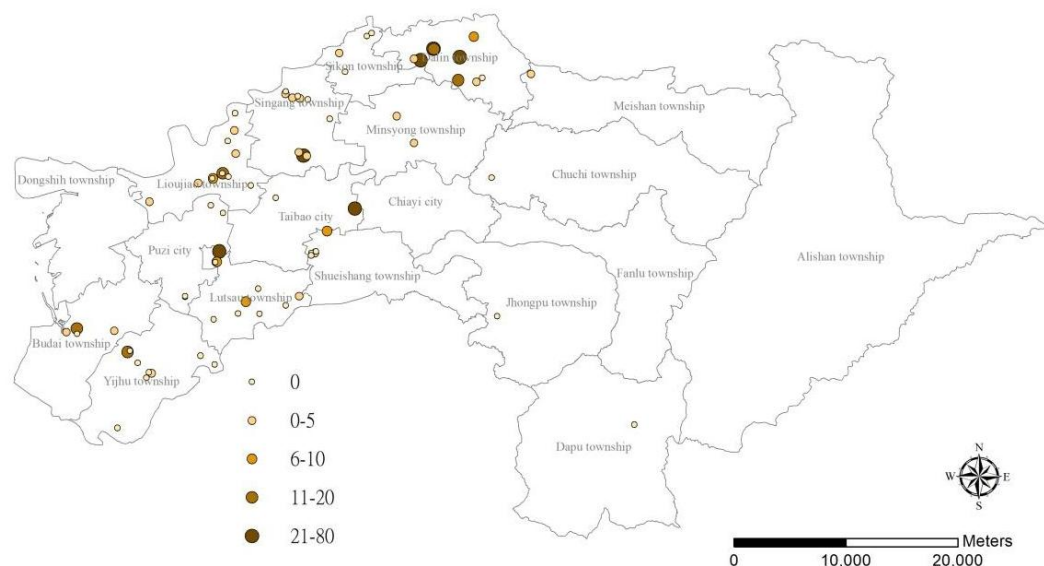 Sikou township
Dalin township
Singang township
Meishan township
Minsyong township
Dongshih township
Lioujiao township
Chuchi township
Taibao city
Chiayi city
Puzi city
Alishan township
Shueishang township
Fanlu township
Lutsau township
Jhongpu township
Budai township
Yijhu township
Dapu township
0
0-5
6-10
11-20
21-80
N
W E
S
Meters
0 10,000 20,000